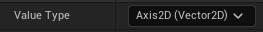 Value Type Axis2D (Vector2D)